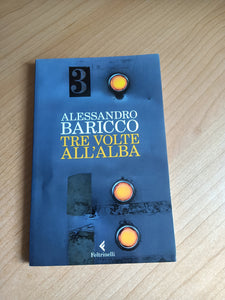 3
ALESSANDRO
BARICCO
TRE VOLTE
ALL'ALBA
Feltrinelli